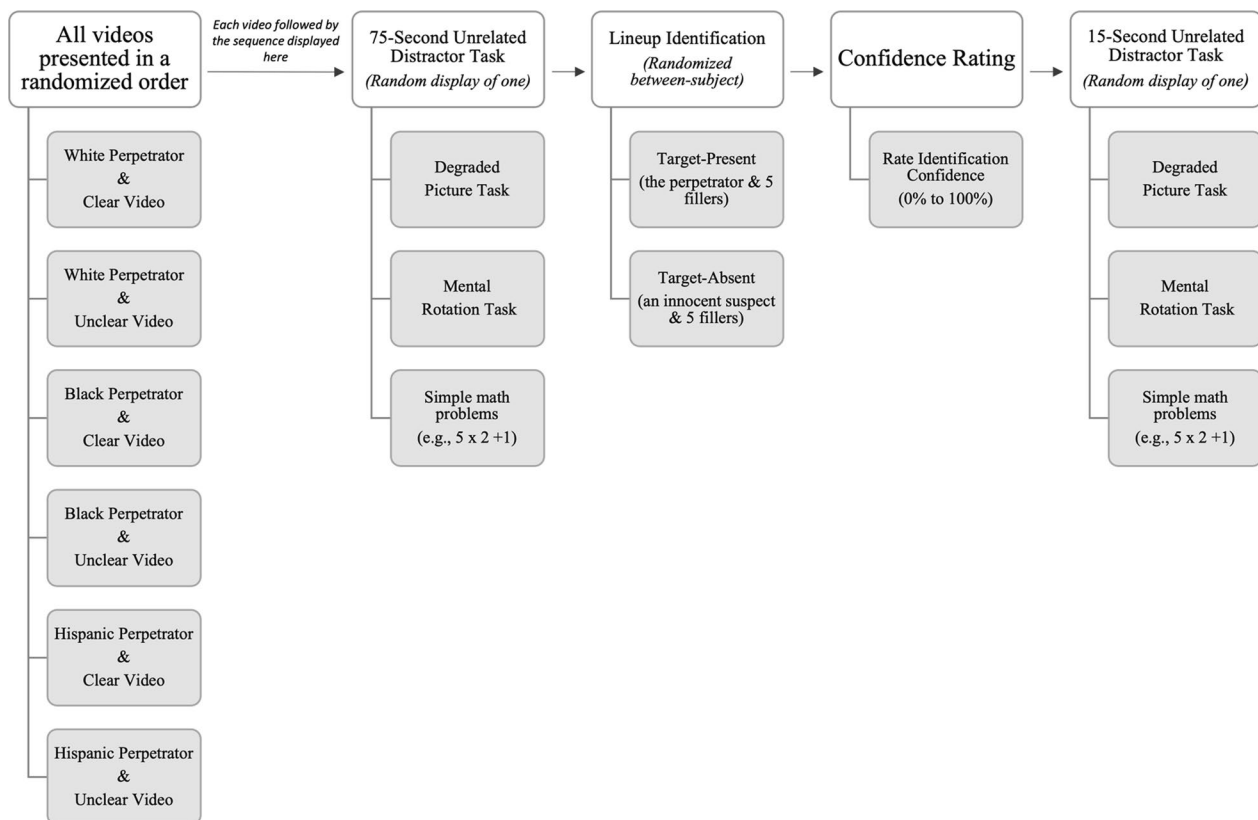 All videos
presented in a
randomized order
Each video followed by
the sequence displayed
here
75-Second Unrelated
Distractor Task
(Random display of one)
Lineup Identification
(Randomized
between-subject)
Confidence Rating
15-Second Unrelated
Distractor Task
(Random display of one)
White Perpetrator
&
Clear Video
White Perpetrator
&
Unclear Video
Black Perpetrator
&
Clear Video
Black Perpetrator
&
Unclear Video
Hispanic Perpetrator
&
Clear Video
Hispanic Perpetrator
&
Unclear Video
Degraded
Picture Task
Mental
Rotation Task
Simple math
problems
(e.g., 5 x 2 +1)
Target-Present
(the perpetrator & 5
fillers)
Target-Absent
(an innocent suspect
& 5 fillers)
Rate Identification
Confidence
(0% to 100%)
Degraded
Picture Task
Mental
Rotation Task
Simple math
problems
(e.g., 5 x 2 +1)